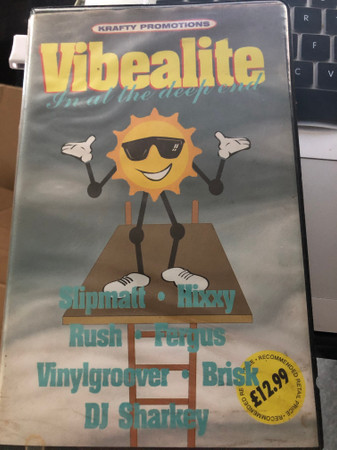 KRAFTY PROMOTIONS
Vibealite
In at the deep end
Slipmatt • Hixxy
Rush • Fergus
Vinylgroover • Brisk
DJ Sharkey
RECOMMENDED RETAIL PRICE
£12.99